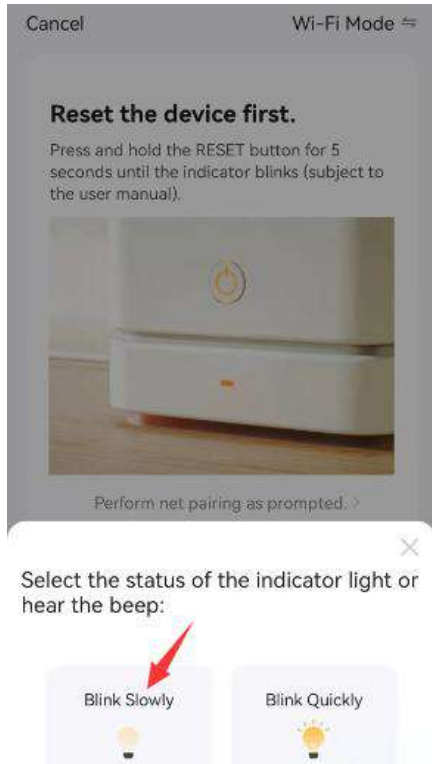 Cancel
Wi-Fi Mode
Reset the device first.
Press and hold the RESET button for 5
seconds until the indicator blinks (subject to
the user manual).
Perform net pairing as prompted. >
Select the status of the indicator light or
hear the beep:
Blink Slowly
Blink Quickly